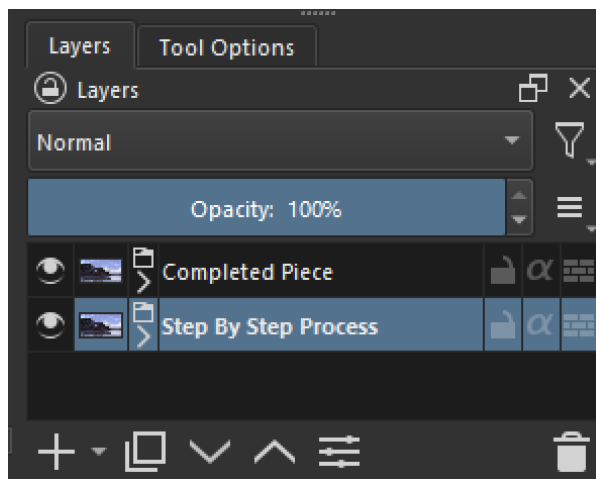 Layers Tool Options
Layers
Normal
Opacity: 100%
Completed Piece
Step By Step Process